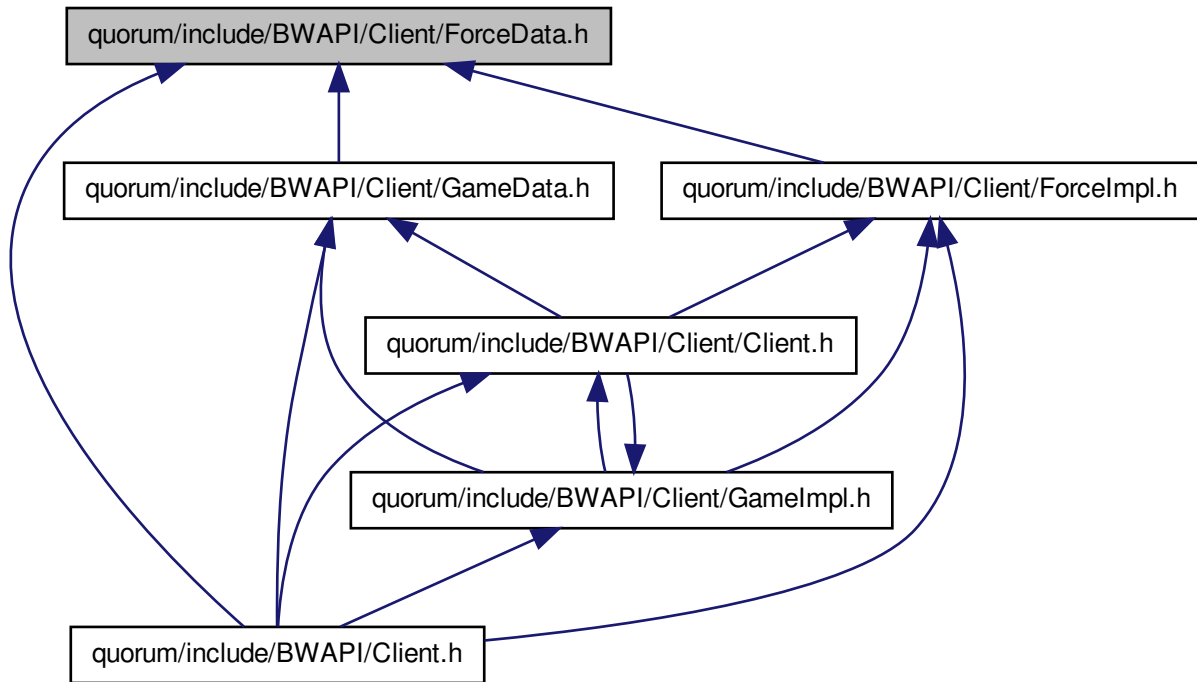 quorum/include/BWAPI/Client/ForceData.h
quorum/include/BWAPI/Client/GameData.h
quorum/include/BWAPI/Client/ForceImpl.h
quorum/include/BWAPI/Client/Client.h
quorum/include/BWAPI/Client/GameImpl.h
quorum/include/BWAPI/Client.h